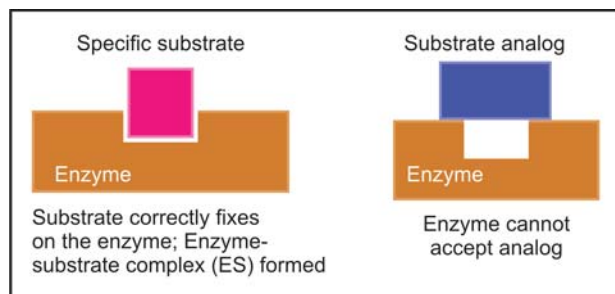 Specific substrate
Enzyme
Substrate correctly fixes
on the enzyme; Enzyme-
substrate complex (ES) formed
Substrate analog
Enzyme
Enzyme cannot
accept analog